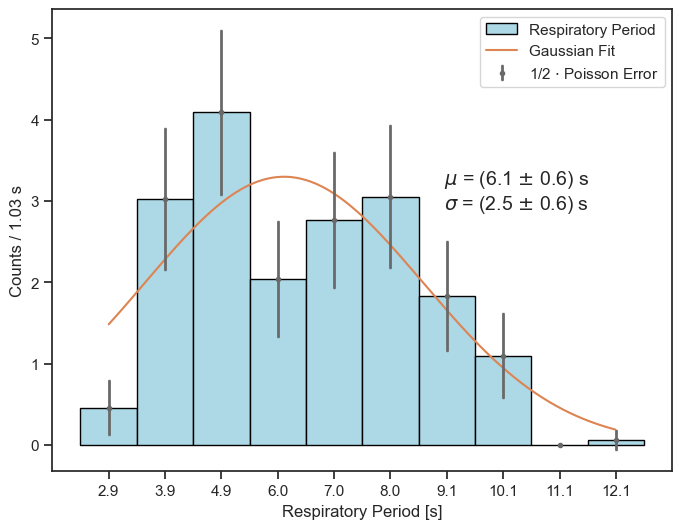 Respiratory Period
Gaussian Fit
1/2 · Poisson Error
μ = (6.1 ± 0.6) s
σ = (2.5 ± 0.6) s
Counts / 1.03 s
5
4
3
2
1
0
2.9 3.9 4.9 6.0 7.0 8.0 9.1 10.1 11.1 12.1
Respiratory Period [s]